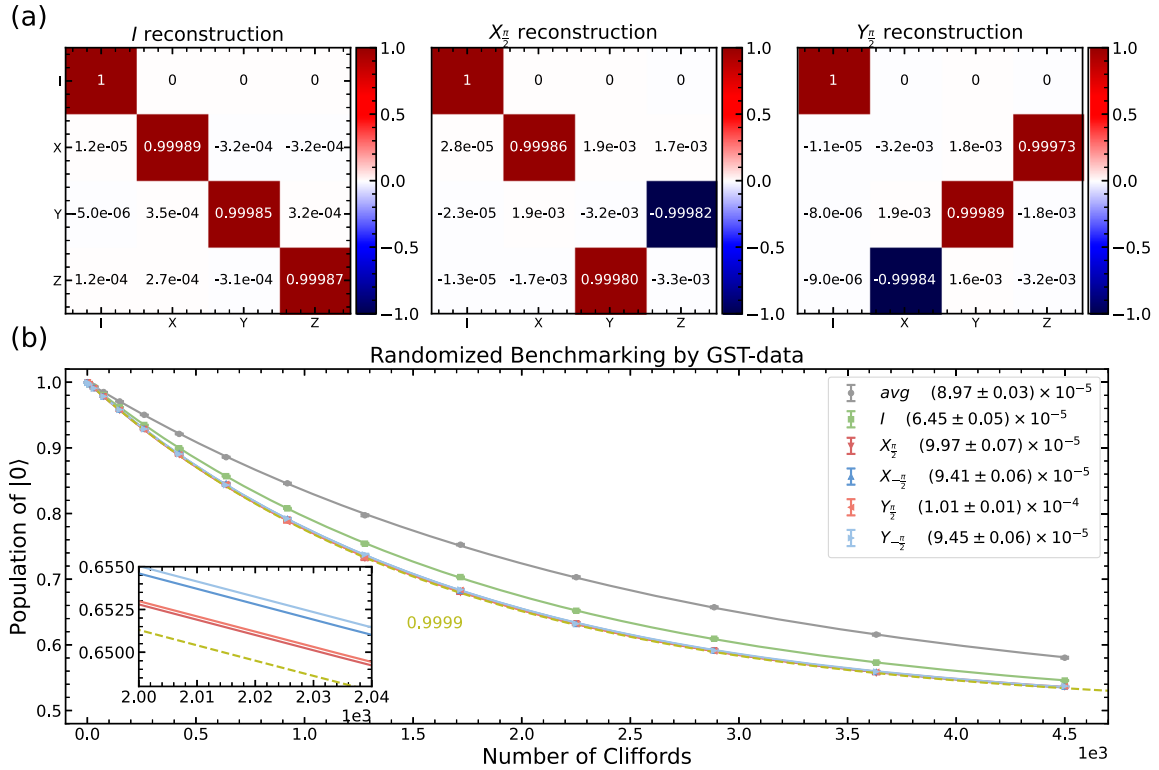 (a)
I reconstruction
X π/2 reconstruction
Y π/2 reconstruction
I 1 0 0 0
X 1.2e-05 0.99989 -3.2e-04 -3.2e-04
Y -5.0e-06 3.5e-04 0.99985 3.2e-04
Z 1.2e-04 2.7e-04 -3.1e-04 0.99987
I X Y Z
1.0
0.5
0.0
−0.5
−1.0
1 0 0 0
2.8e-05 0.99986 1.9e-03 1.7e-03
-2.3e-05 1.9e-03 -3.2e-03 -0.99982
-1.3e-05 -1.7e-03 0.99980 -3.3e-03
I X Y Z
1.0
0.5
0.0
−0.5
−1.0
1 0 0 0
-1.1e-05 -3.2e-03 1.8e-03 0.99973
-8.0e-06 1.9e-03 0.99989 -1.8e-03
-9.0e-06 -0.99984 1.6e-03 -3.2e-03
I X Y Z
1.0
0.5
0.0
−0.5
−1.0
(b)
Randomized Benchmarking by GST-data
Population of |0⟩
1.0
0.9
0.8
0.7
0.6
0.5
avg (8.97 ± 0.03) × 10⁻⁵
I (6.45 ± 0.05) × 10⁻⁵
X π/2 (9.97 ± 0.07) × 10⁻⁵
X −π/2 (9.41 ± 0.06) × 10⁻⁵
Y π/2 (1.01 ± 0.01) × 10⁻⁴
Y −π/2 (9.45 ± 0.06) × 10⁻⁵
0.6550
0.6525
0.6500
2.00 2.01 2.02 2.03 2.04
1e3
0.9999
0.0 0.5 1.0 1.5 2.0 2.5 3.0 3.5 4.0 4.5
1e3
Number of Cliffords